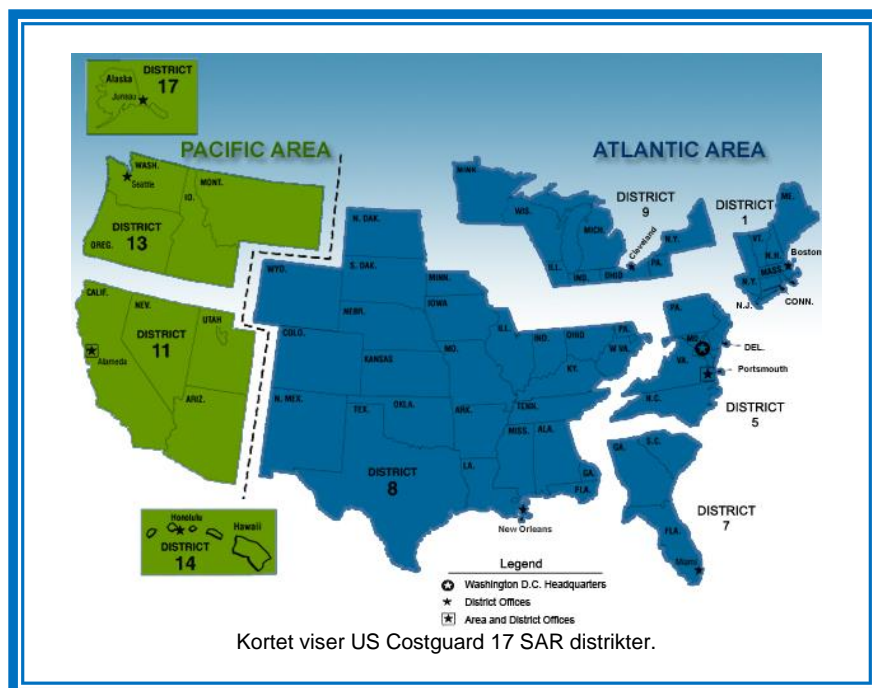 DISTRICT
17
Alaska
Juneau
PACIFIC AREA
ATLANTIC AREA
WASH.
Seattle
MONT.
ID.
DISTRICT
13
OREG.
MINN.
WIS.
MICH.
DISTRICT
9
Cleveland
N.Y.
ILL.
IND.
OHIO
PA.
DISTRICT
1
ME.
VT.
N.H.
Boston
MASS.
N.Y.
CONN.
N.J.
N. DAK.
WYO.
S. DAK.
MINN.
NEBR.
IOWA
COLO.
KANSAS
MO.
ILL.
IND.
OHIO
PA.
W VA.
KY.
N. MEX.
TEX.
OKLA.
ARK.
TENN.
MISS.
ALA.
LA.
GA.
FLA.
DISTRICT
8
New Orleans
CALIF.
NEV.
UTAH
DISTRICT
11
Alameda
ARIZ.
PA.
DEL.
VA.
Portsmouth
N.C.
DISTRICT
5
GA.
S.C.
DISTRICT
7
FLA.
Miami
Honolulu
Hawaii
DISTRICT
14
Legend
Washington D.C. Headquarters
District Offices
Area and District Offices
Kortet viser US Costguard 17 SAR distrikter.